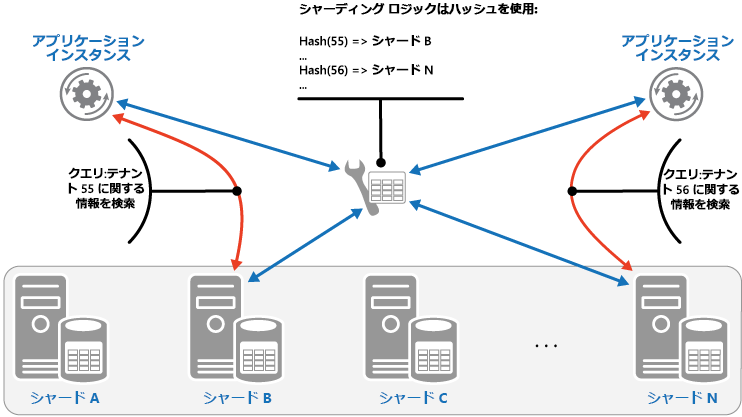 シャーディング ロジックはハッシュを使用:
Hash(55) => シャード B
...
Hash(56) => シャード N
...
アプリケーション
インスタンス
アプリケーション
インスタンス
クエリ:テナン
ト 55 に関する
情報を検索
クエリ:テナン
ト 56 に関する
情報を検索
...
シャード A
シャード B
シャード C
シャード N